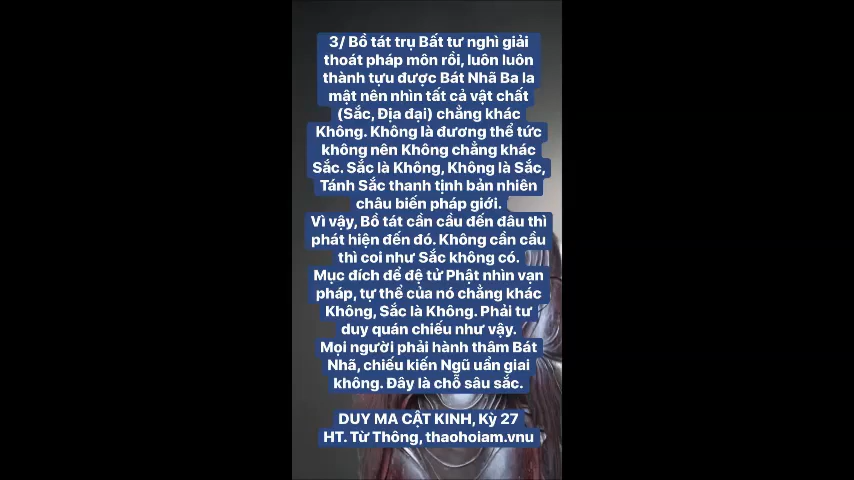 3/ Bồ tát trụ Bất tư nghì giải
thoát pháp môn rồi, luôn luôn
thành tựu được Bát Nhã Ba la
mật nên nhìn tất cả vật chất
(Sắc, Địa đại) chẳng khác
Không. Không là đương thể tức
không nên Không chẳng khác
Sắc. Sắc là Không, Không là Sắc,
Tánh Sắc thanh tịnh bản nhiên
châu biến pháp giới.
Vì vậy, Bồ tát cần cầu đến đâu thì
phát hiện đến đó. Không cần cầu
thì coi như Sắc không có.
Mục đích để đệ tử Phật nhìn vạn
pháp, tự thể của nó chẳng khác
Không, Sắc là Không. Phải tư
duy quán chiếu như vậy.
Mọi người phải hành thâm Bát
Nhã, chiếu kiến Ngũ uẩn giai
không. Đây là chỗ sâu sắc.
DUY MA CẬT KINH, Kỳ 27
HT. Từ Thông, thaohoiam.vnu